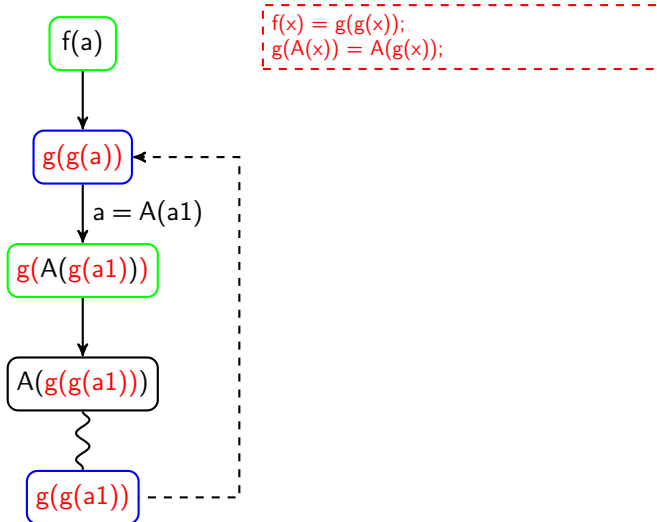 f(a)
f(x) = g(g(x));
g(A(x)) = A(g(x));
g(g(a))
a = A(a1)
g(A(g(a1)))
A(g(g(a1)))
g(g(a1))